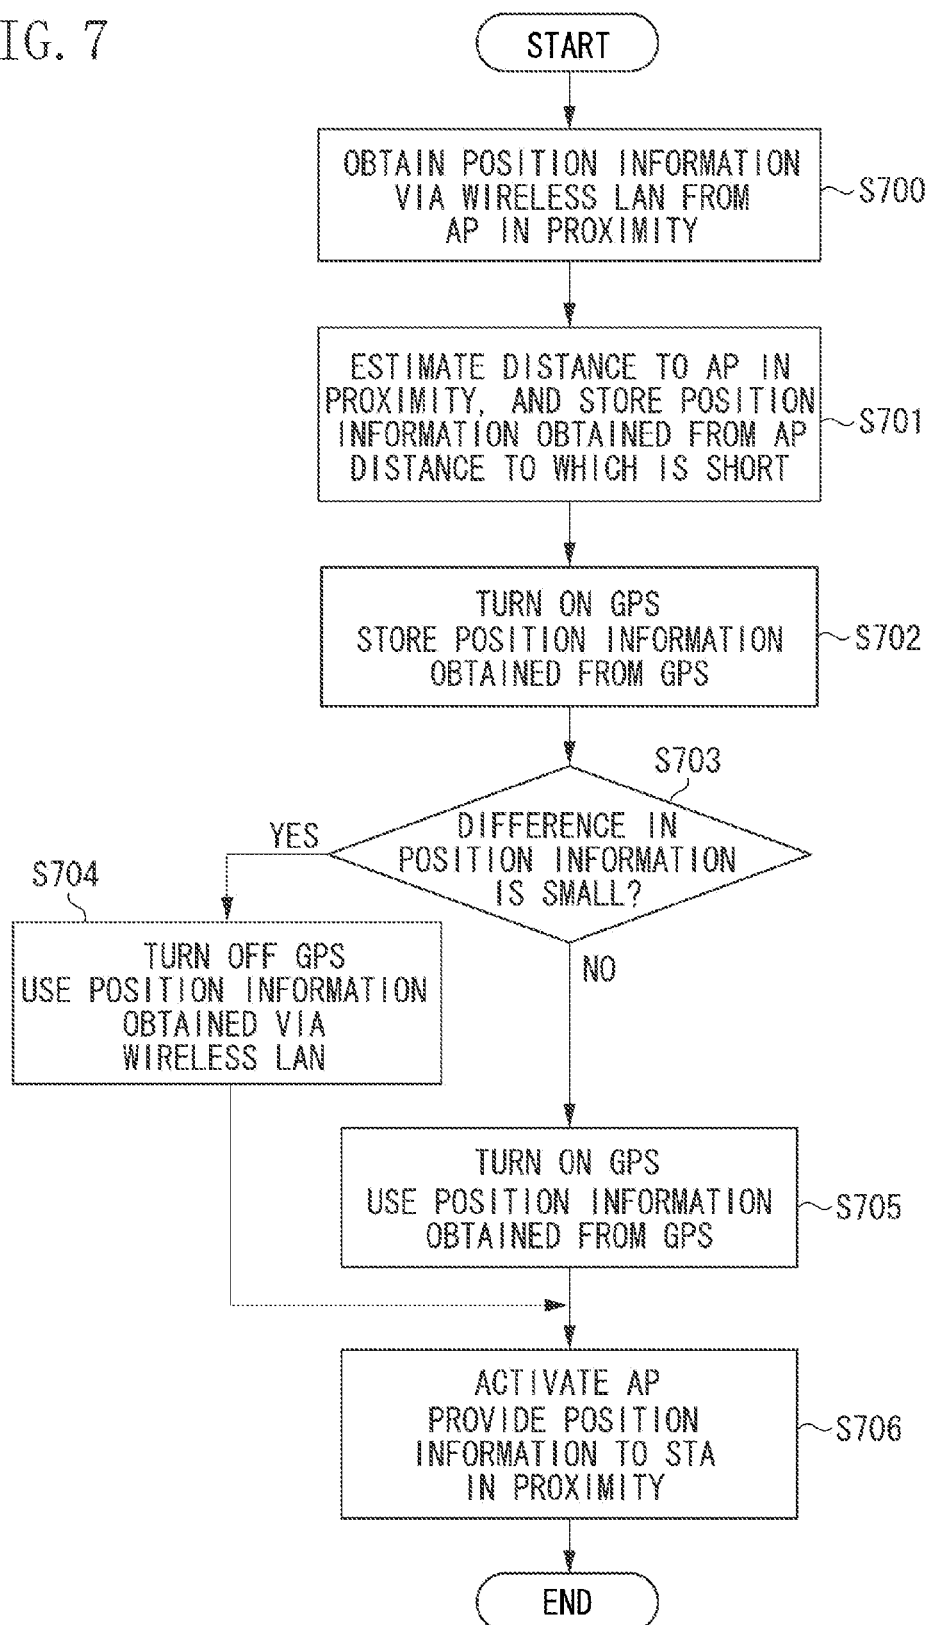 IG. 7
START
OBTAIN POSITION INFORMATION
VIA WIRELESS LAN FROM
AP IN PROXIMITY
S700
ESTIMATE DISTANCE TO AP IN
PROXIMITY, AND STORE POSITION
INFORMATION OBTAINED FROM AP
DISTANCE TO WHICH IS SHORT
S701
TURN ON GPS
STORE POSITION INFORMATION
OBTAINED FROM GPS
S702
S703
DIFFERENCE IN
POSITION INFORMATION
IS SMALL?
YES
S704
TURN OFF GPS
USE POSITION INFORMATION
OBTAINED VIA
WIRELESS LAN
NO
TURN ON GPS
USE POSITION INFORMATION
OBTAINED FROM GPS
S705
ACTIVATE AP
PROVIDE POSITION
INFORMATION TO STA
IN PROXIMITY
S706
END